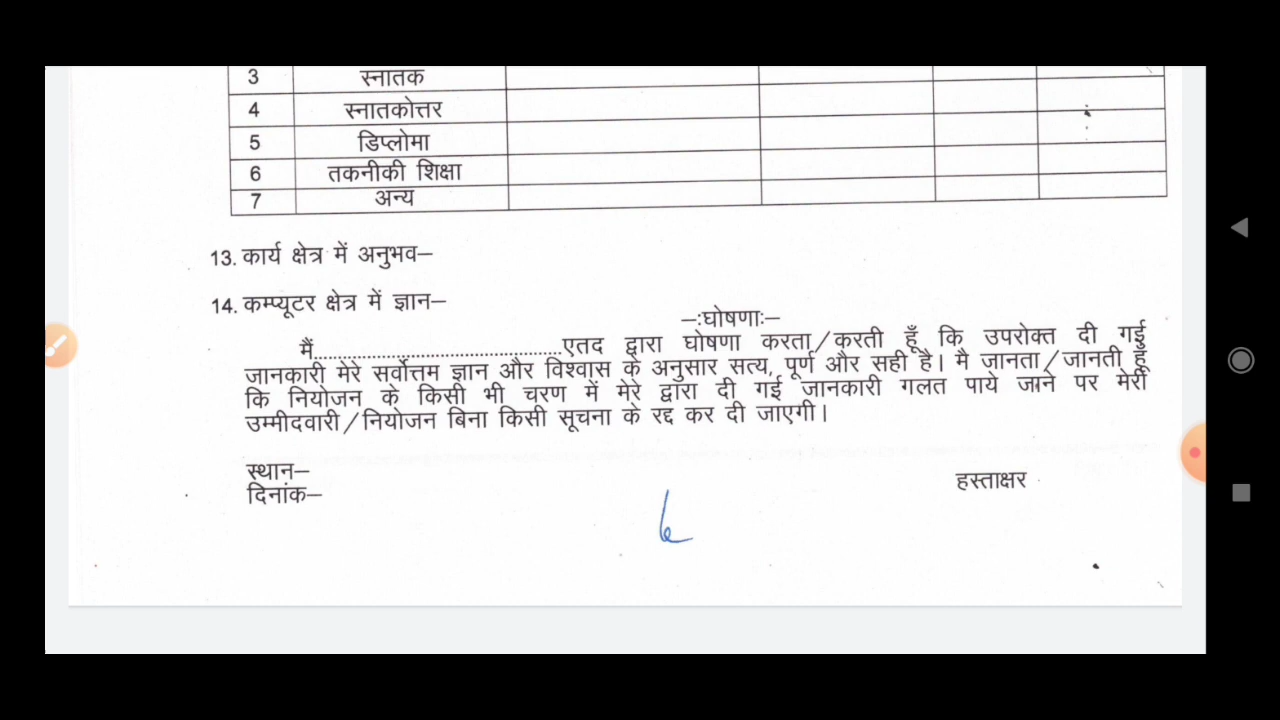 3 स्नातक
4 स्नातकोत्तर
5 डिप्लोमा
6 तकनीकी शिक्षा
7 अन्य
13. कार्य क्षेत्र में अनुभव–
14. कम्प्यूटर क्षेत्र में ज्ञान–
–:घोषणाः–
मैं.................................................एतद द्वारा घोषणा करता/करती हूँ कि उपरोक्त दी गई
जानकारी मेरे सर्वोत्तम ज्ञान और विश्वास के अनुसार सत्य, पूर्ण और सही है। मै जानता/जानती हूँ
कि नियोजन के किसी भी चरण में मेरे द्वारा दी गई जानकारी गलत पाये जाने पर मेरी
उम्मीदवारी/नियोजन बिना किसी सूचना के रद्द कर दी जाएगी।
स्थान–
दिनांक–
हस्ताक्षर